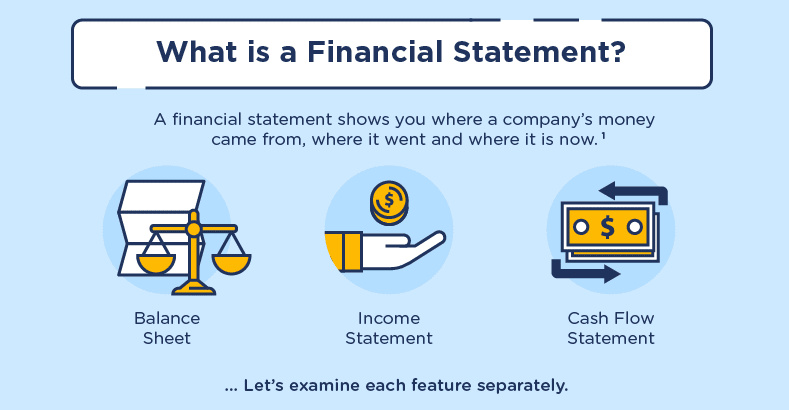 What is a Financial Statement?
A financial statement shows you where a company’s money
came from, where it went and where it is now.¹
$
$
Balance
Sheet
Income
Statement
Cash Flow
Statement
... Let’s examine each feature separately.